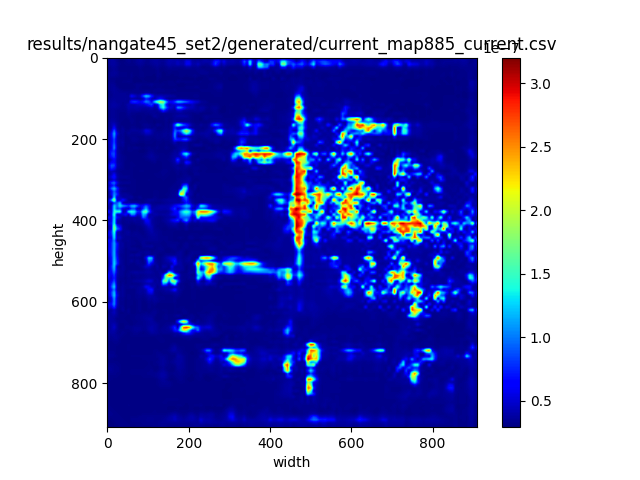 results/nangate45_set2/generated/current_map885_current.csv
1e−7
0
200
400
600
800
height
0 200 400 600 800
width
3.0
2.5
2.0
1.5
1.0
0.5